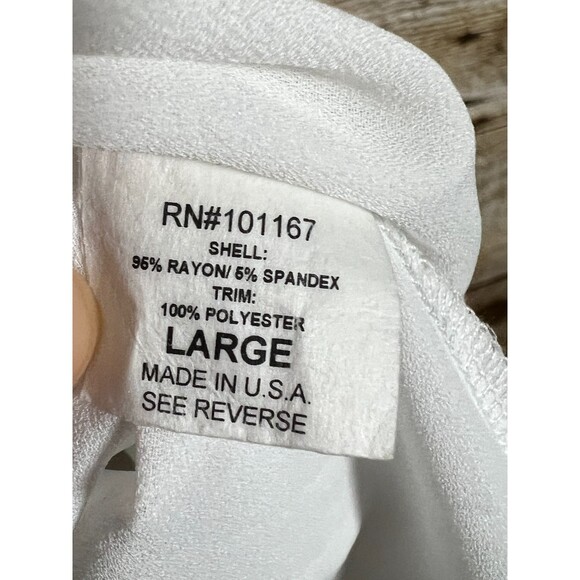 RN#101167
SHELL:
95% RAYON/ 5% SPANDEX
TRIM:
100% POLYESTER
LARGE
MADE IN U.S.A.
SEE REVERSE